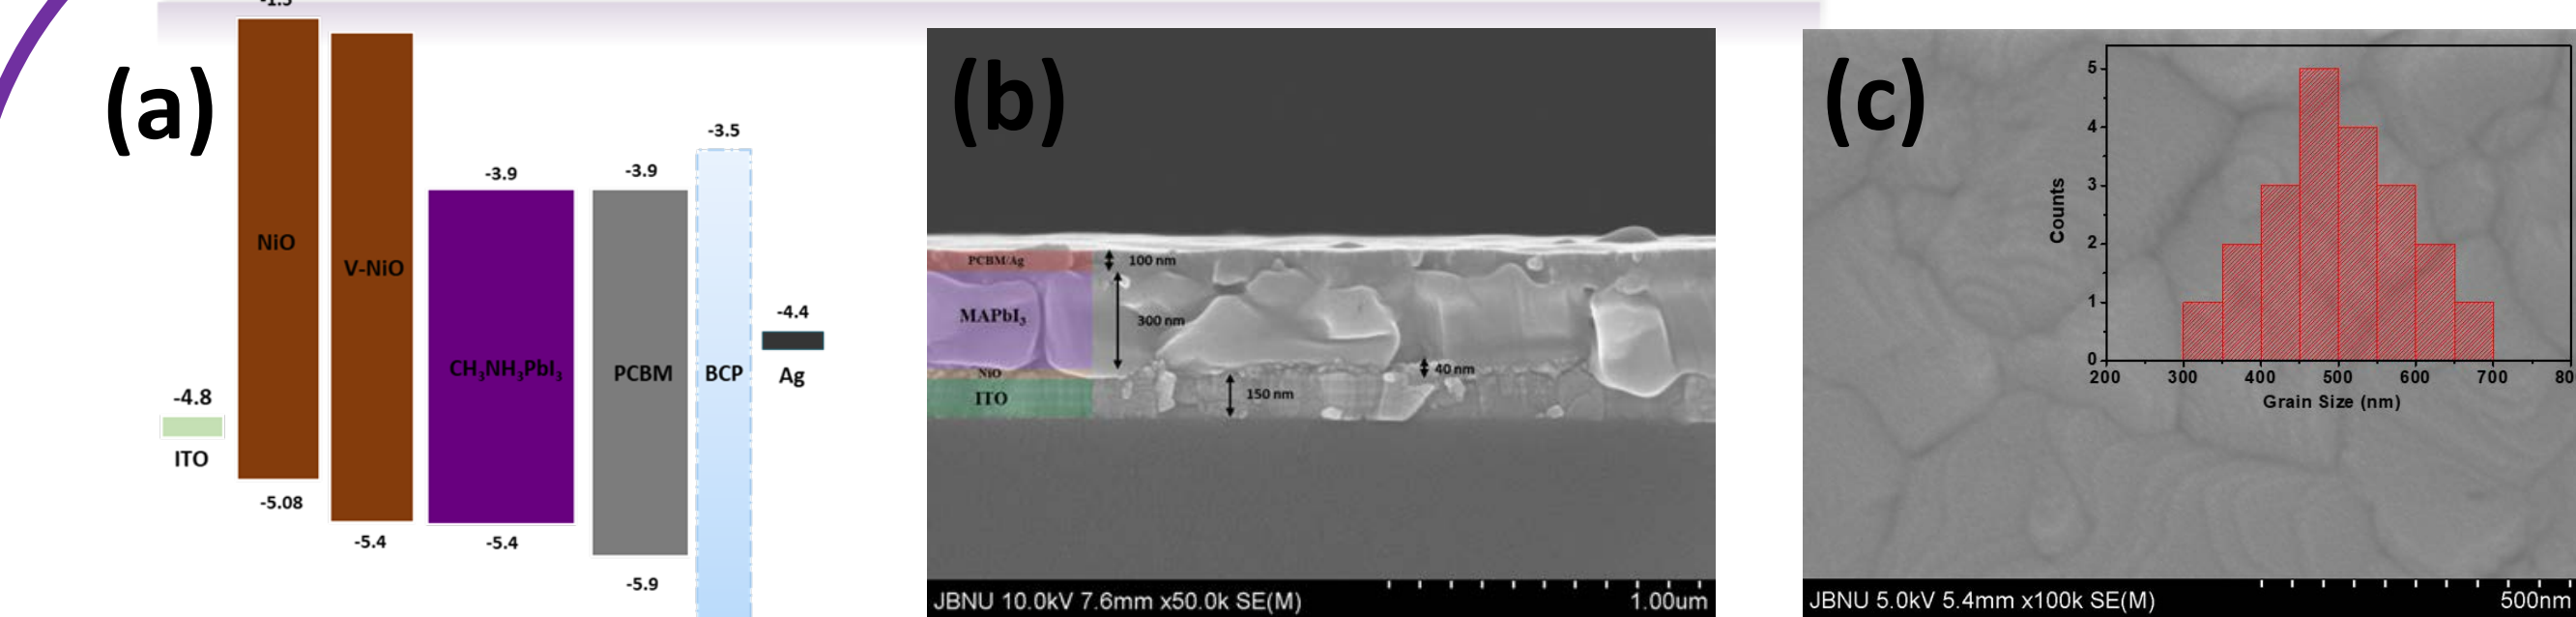 (a)
-1.5
NiO
-5.08
V-NiO
-5.4
-3.9
CH₃NH₃PbI₃
-5.4
-3.9
PCBM
-5.9
-3.5
BCP
-4.4
Ag
-4.8
ITO
(b)
PCBM/Ag
100 nm
MAPbI₃
300 nm
NiO
40 nm
ITO
150 nm
JBNU 10.0kV 7.6mm x50.0k SE(M)
1.00um
(c)
Counts
5
4
3
2
1
0
200 300 400 500 600 700 80
Grain Size (nm)
JBNU 5.0kV 5.4mm x100k SE(M)
500nm